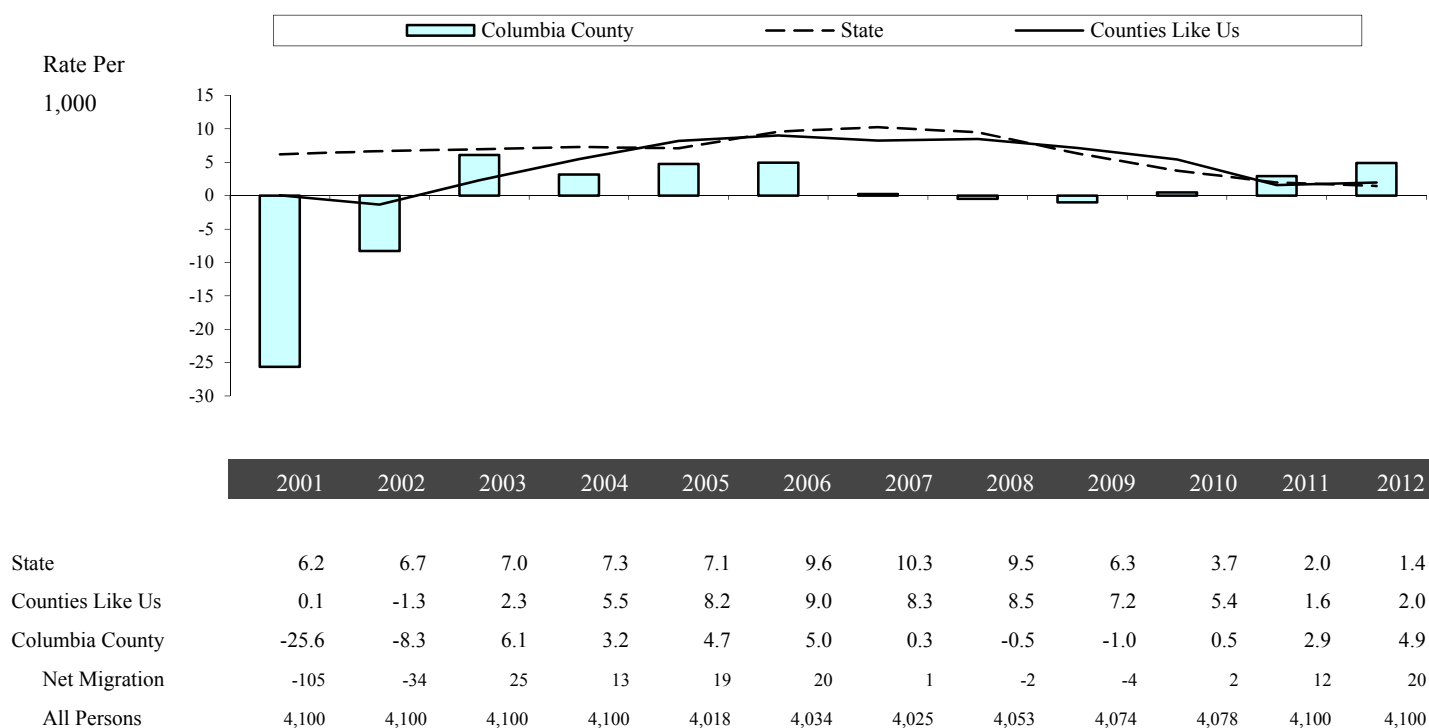 Columbia County State Counties Like Us
Rate Per
1,000
15
10
5
0
-5
-10
-15
-20
-25
-30
2001 2002 2003 2004 2005 2006 2007 2008 2009 2010 2011 2012
State 6.2 6.7 7.0 7.3 7.1 9.6 10.3 9.5 6.3 3.7 2.0 1.4
Counties Like Us 0.1 -1.3 2.3 5.5 8.2 9.0 8.3 8.5 7.2 5.4 1.6 2.0
Columbia County -25.6 -8.3 6.1 3.2 4.7 5.0 0.3 -0.5 -1.0 0.5 2.9 4.9
Net Migration -105 -34 25 13 19 20 1 -2 -4 2 12 20
All Persons 4,100 4,100 4,100 4,100 4,018 4,034 4,025 4,053 4,074 4,078 4,100 4,100